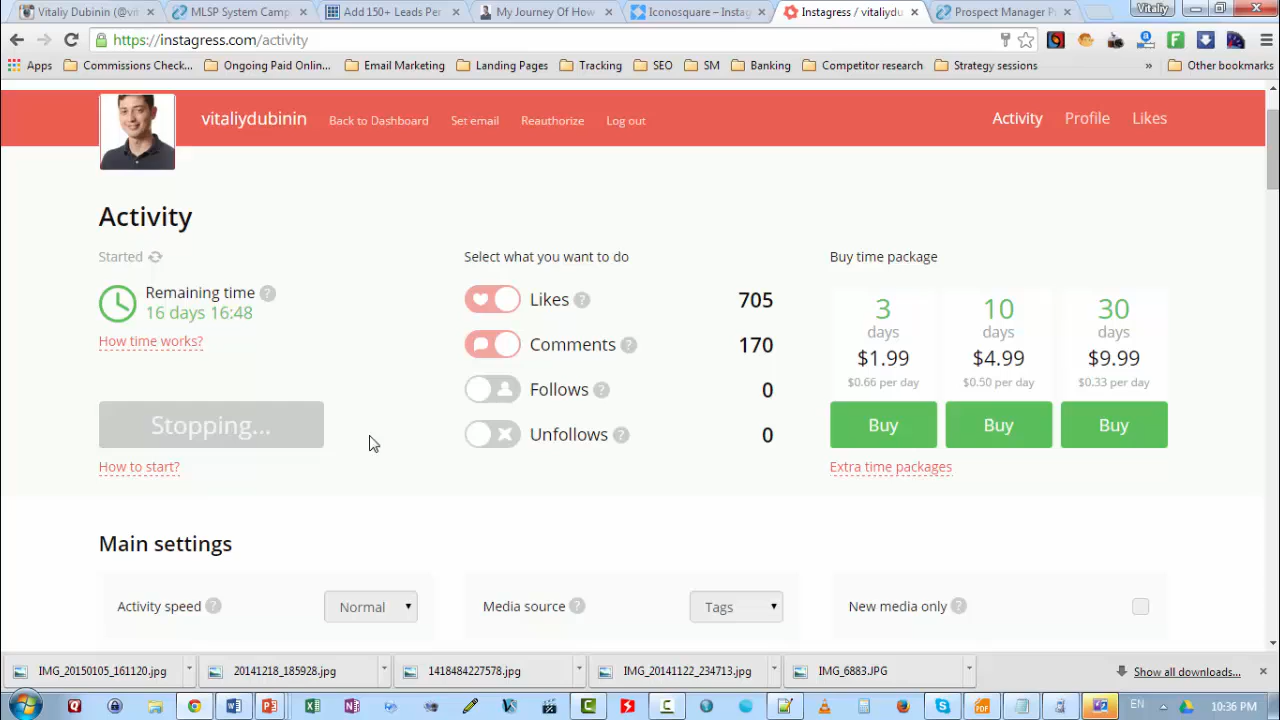 Vitaliy Dubinin (@vit
MLSP System Camp
Add 150+ Leads Per
My Journey Of How
Iconosquare – Instag
Instagress / vitaliydu
Prospect Manager P
Vitaliy
https://instagress.com/activity
Apps
Commissions Check...
Ongoing Paid Onlin...
Email Marketing
Landing Pages
Tracking
SEO
SM
Banking
Competitor research
Strategy sessions
»
Other bookmarks
vitaliydubinin
Back to Dashboard
Set email
Reauthorize
Log out
Activity
Profile
Likes
Activity
Started
Remaining time ?
16 days 16:48
How time works?
Stopping...
How to start?
Select what you want to do
Likes ? 705
Comments ? 170
Follows ? 0
Unfollows ? 0
Buy time package
3 days $1.99 $0.66 per day Buy
10 days $4.99 $0.50 per day Buy
30 days $9.99 $0.33 per day Buy
Extra time packages
Main settings
Activity speed ? Normal
Media source ? Tags
New media only ?
IMG_20150105_161120.jpg
20141218_185928.jpg
1418484227578.jpg
IMG_20141122_234713.jpg
IMG_6883.JPG
Show all downloads...
EN
10:36 PM